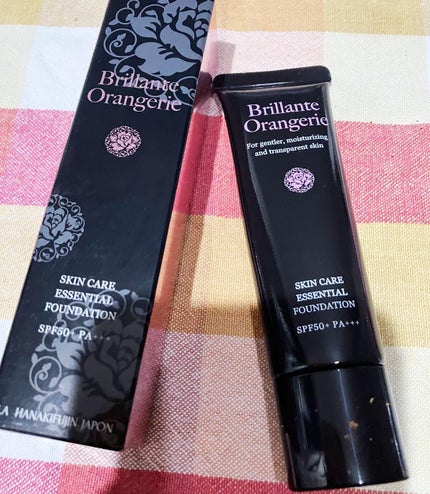 Brillante
Orangerie
SKIN CARE
ESSENTIAL
FOUNDATION
SPF50+ PA+++
LA HANAKIFUJIN JAPON
Brillante
Orangerie
For gentler, moisturizing
and transparent skin
SKIN CARE
ESSENTIAL
FOUNDATION
SPF50+ PA+++